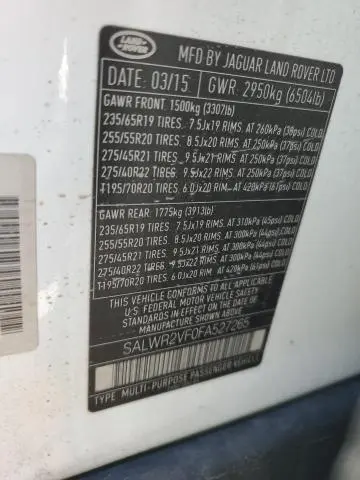 LAND ROVER
MFD BY JAGUAR LAND ROVER LTD
DATE: 03/15 GWR: 2950kg (6504lb)
GAWR FRONT: 1500kg (3307lb)
235/65R19 TIRES 7.5Jx19 RIMS. AT 260kPa (38psi) COLD
255/55R20 TIRES 8.5Jx20 RIMS. AT 250kPa (37psi) COLD
275/45R21 TIRES 9.5Jx21 RIMS. AT 250kPa (37psi) COLD
275/40R22 TIRES 9.5Jx22 RIMS. AT 250kPa (37psi) COLD
T195/70R20 TIRES 6.0Jx20 RIM. AT 420kPa (61psi) COLD
GAWR REAR: 1775kg (3913lb)
235/65R19 TIRES 7.5Jx19 RIMS. AT 310kPa (45psi) COLD
255/55R20 TIRES 8.5Jx20 RIMS. AT 300kPa (44psi) COLD
275/45R21 TIRES 9.5Jx21 RIMS. AT 300kPa (44psi) COLD
275/40R22 TIRES 9.5Jx22 RIMS. AT 300kPa (44psi) COLD
T195/70R20 TIRES 6.0Jx20 RIM. AT 420kPa (61psi) COLD
THIS VEHICLE CONFORMS TO ALL APPLICABLE
U.S. FEDERAL MOTOR VEHICLE SAFETY STANDARDS
IN EFFECT ON THE DATE OF MANUFACTURE SHOWN ABOVE
SALWR2VF0FA527265
TYPE: MULTI-PURPOSE PASSENGER VEHICLE